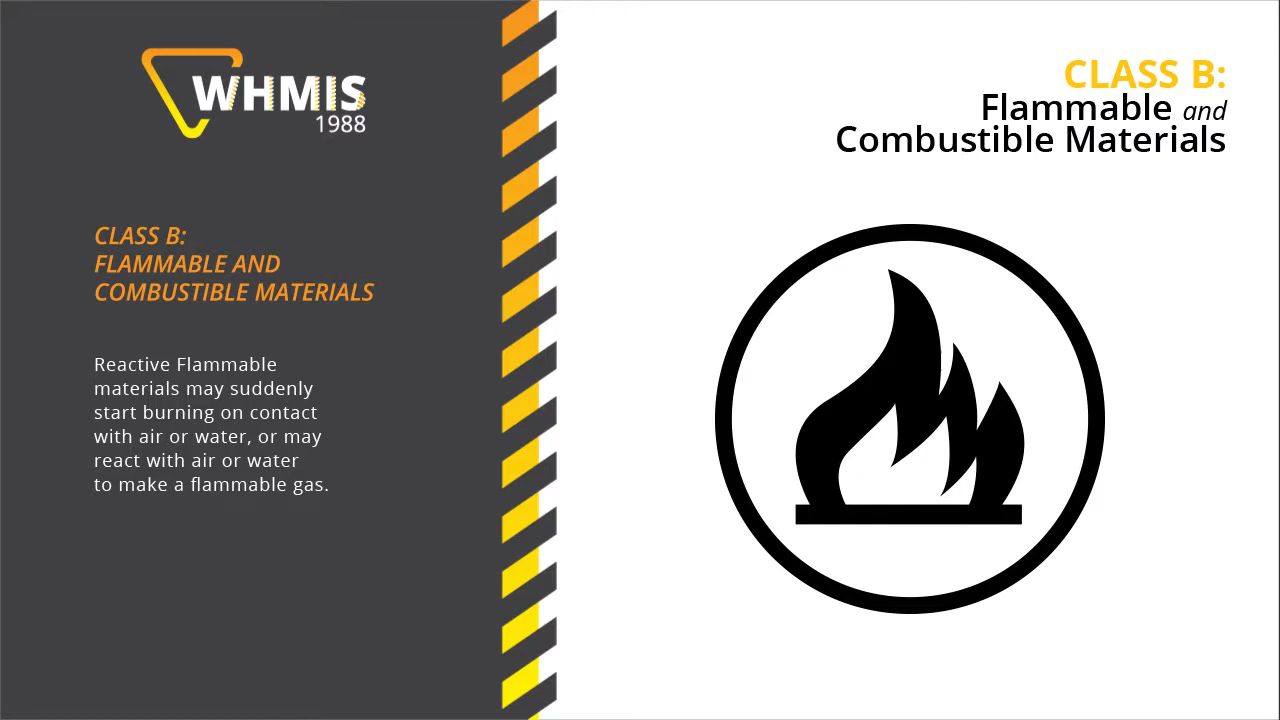 WHMIS
1988
CLASS B:
FLAMMABLE AND
COMBUSTIBLE MATERIALS
Reactive Flammable
materials may suddenly
start burning on contact
with air or water, or may
react with air or water
to make a flammable gas.
CLASS B:
Flammable and
Combustible Materials